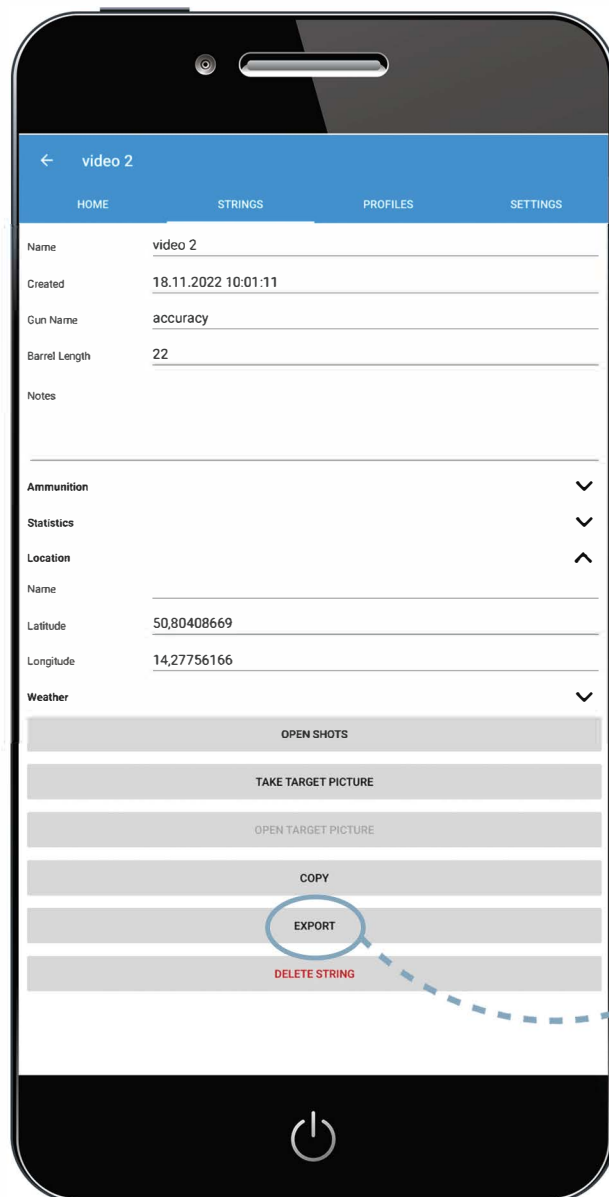 video 2
HOME STRINGS PROFILES SETTINGS
Name video 2
Created 18.11.2022 10:01:11
Gun Name accuracy
Barrel Length 22
Notes
Ammunition
Statistics
Location
Name
Latitude 50,80408669
Longitude 14,27756166
Weather
OPEN SHOTS
TAKE TARGET PICTURE
OPEN TARGET PICTURE
COPY
EXPORT
DELETE STRING